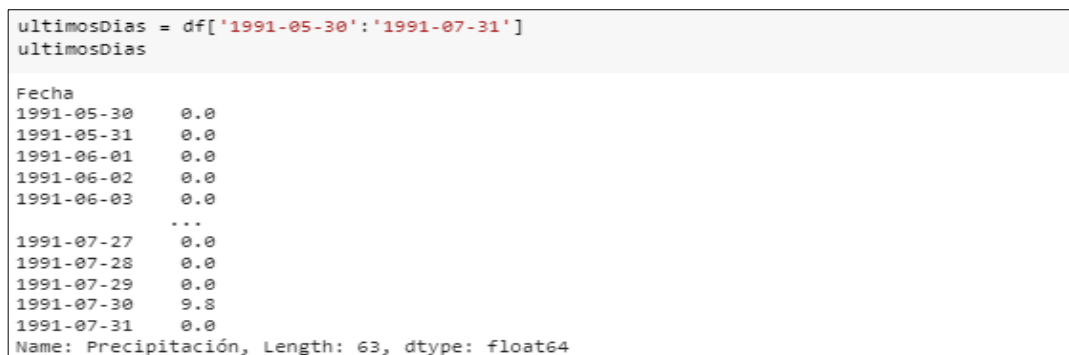 ultimosDias = df['1991-05-30':'1991-07-31']
ultimosDias
Fecha
1991-05-30    0.0
1991-05-31    0.0
1991-06-01    0.0
1991-06-02    0.0
1991-06-03    0.0
...
1991-07-27    0.0
1991-07-28    0.0
1991-07-29    0.0
1991-07-30    9.8
1991-07-31    0.0
Name: Precipitación, Length: 63, dtype: float64